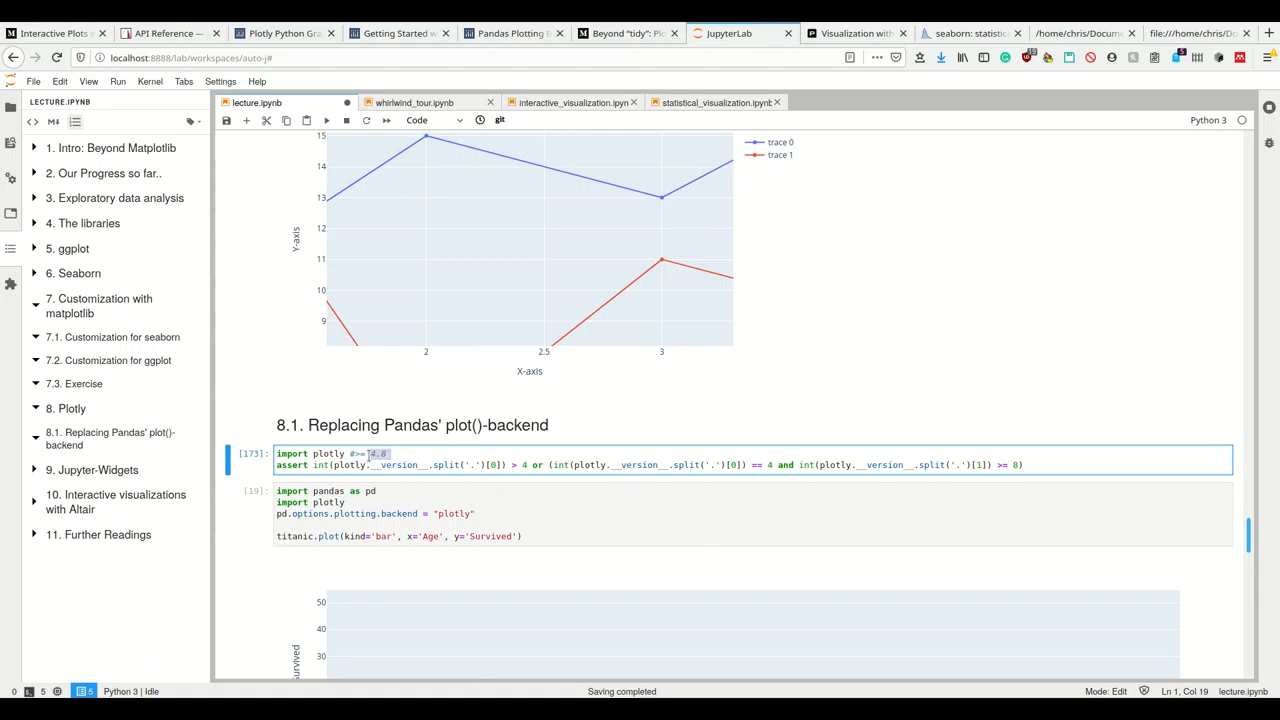 Interactive Plots w
API Reference —
Plotly Python Gra
Getting Started w
Pandas Plotting B
Beyond “tidy”: Plo
JupyterLab
Visualization with
seaborn: statistic
/home/chris/Docum
file:///home/chris/Do
localhost:8888/lab/workspaces/auto-j#
File Edit View Run Kernel Tabs Settings Help
LECTURE.IPYNB
lecture.ipynb
whirlwind_tour.ipynb
interactive_visualization.ipyn
statistical_visualization.ipynb
Code
git
Python 3
1. Intro: Beyond Matplotlib
2. Our Progress so far..
3. Exploratory data analysis
4. The libraries
5. ggplot
6. Seaborn
7. Customization with
matplotlib
7.1. Customization for seaborn
7.2. Customization for ggplot
7.3. Exercise
8. Plotly
8.1. Replacing Pandas' plot()-
backend
9. Jupyter-Widgets
10. Interactive visualizations
with Altair
11. Further Readings
15
14
13
12
11
10
9
Y-axis
2
2.5
3
X-axis
trace 0
trace 1
8.1. Replacing Pandas' plot()-backend
[173]:
import plotly #>=4.8
assert int(plotly.__version__.split('.')[0]) > 4 or (int(plotly.__version__.split('.')[0]) == 4 and int(plotly.__version__.split('.')[1]) >= 8)
[19]:
import pandas as pd
import plotly
pd.options.plotting.backend = "plotly"
titanic.plot(kind='bar', x='Age', y='Survived')
50
40
30
urvived
0
5
Python 3 | Idle
Saving completed
Mode: Edit
Ln 1, Col 19
lecture.ipynb